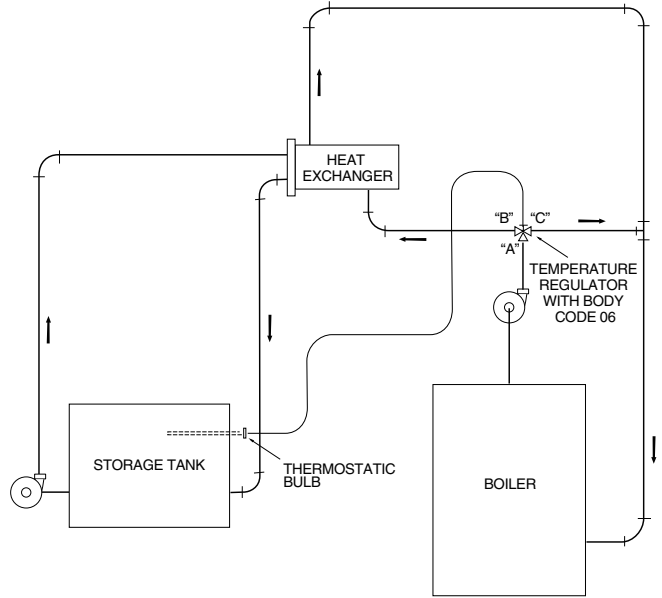 HEAT
EXCHANGER
“B”
“C”
“A”
TEMPERATURE
REGULATOR
WITH BODY
CODE 06
STORAGE TANK
THERMOSTATIC
BULB
BOILER